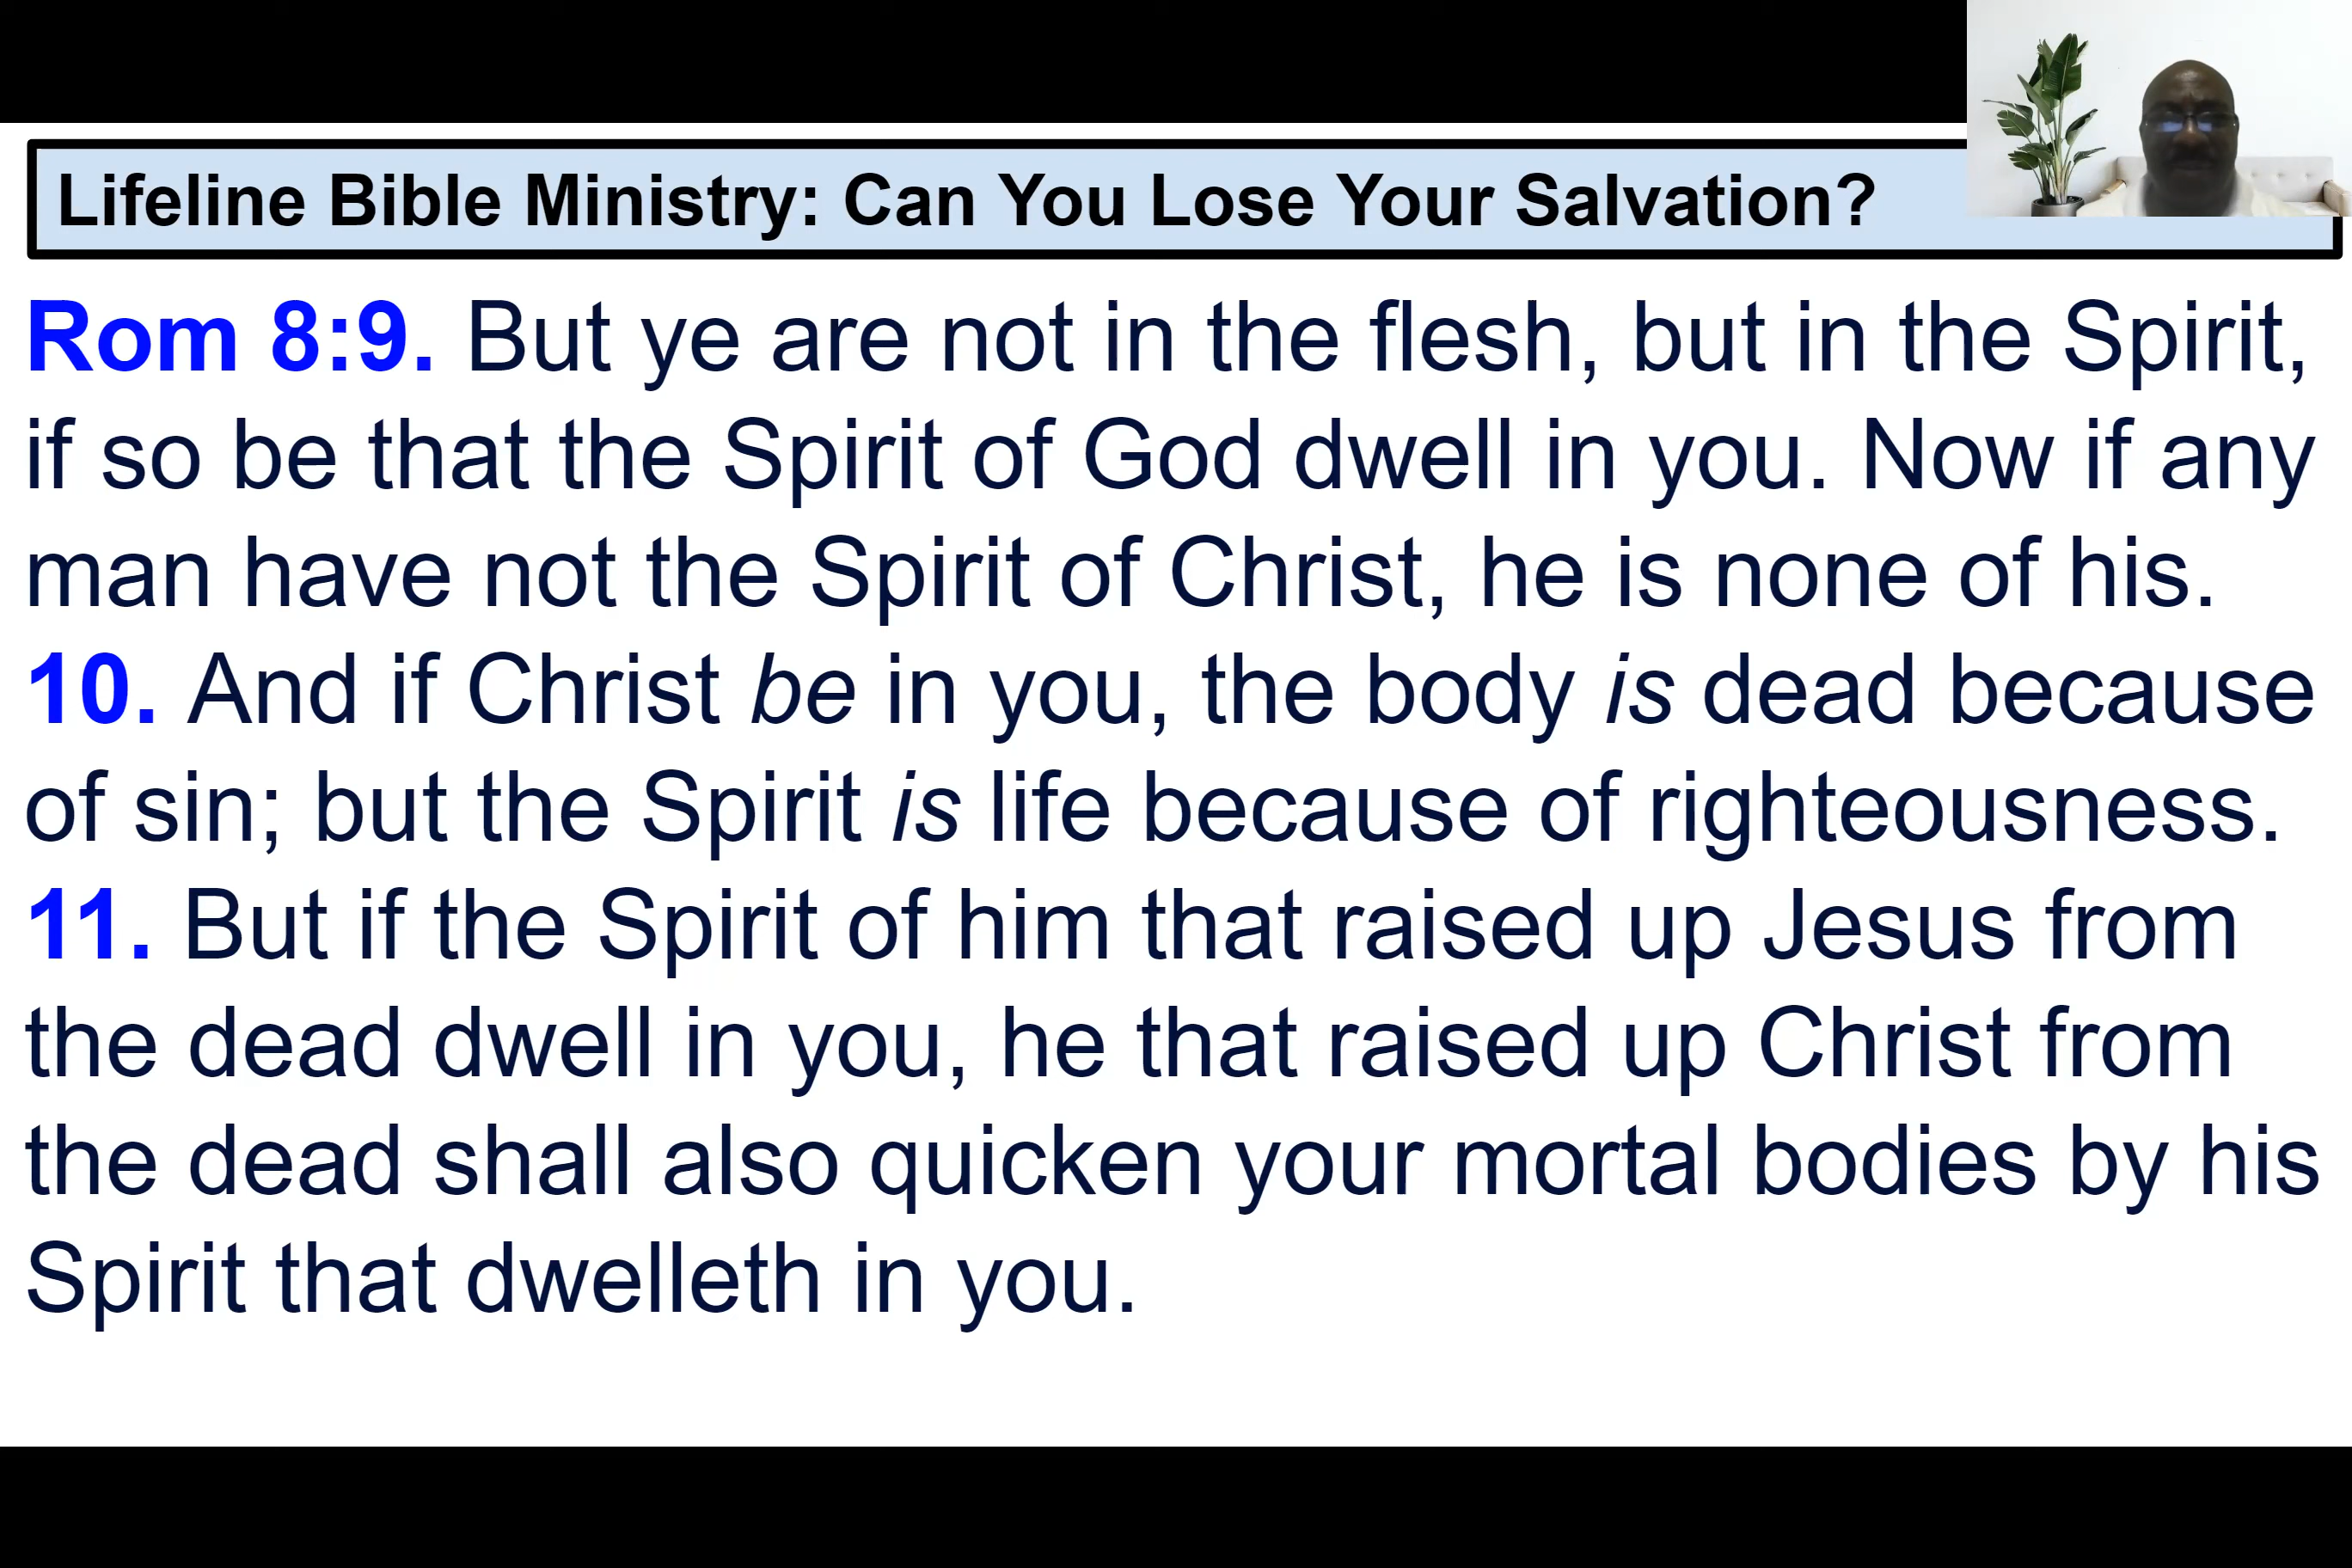 Lifeline Bible Ministry: Can You Lose Your Salvation?
Rom 8:9. But ye are not in the flesh, but in the Spirit,
if so be that the Spirit of God dwell in you. Now if any
man have not the Spirit of Christ, he is none of his.
10. And if Christ be in you, the body is dead because
of sin; but the Spirit is life because of righteousness.
11. But if the Spirit of him that raised up Jesus from
the dead dwell in you, he that raised up Christ from
the dead shall also quicken your mortal bodies by his
Spirit that dwelleth in you.